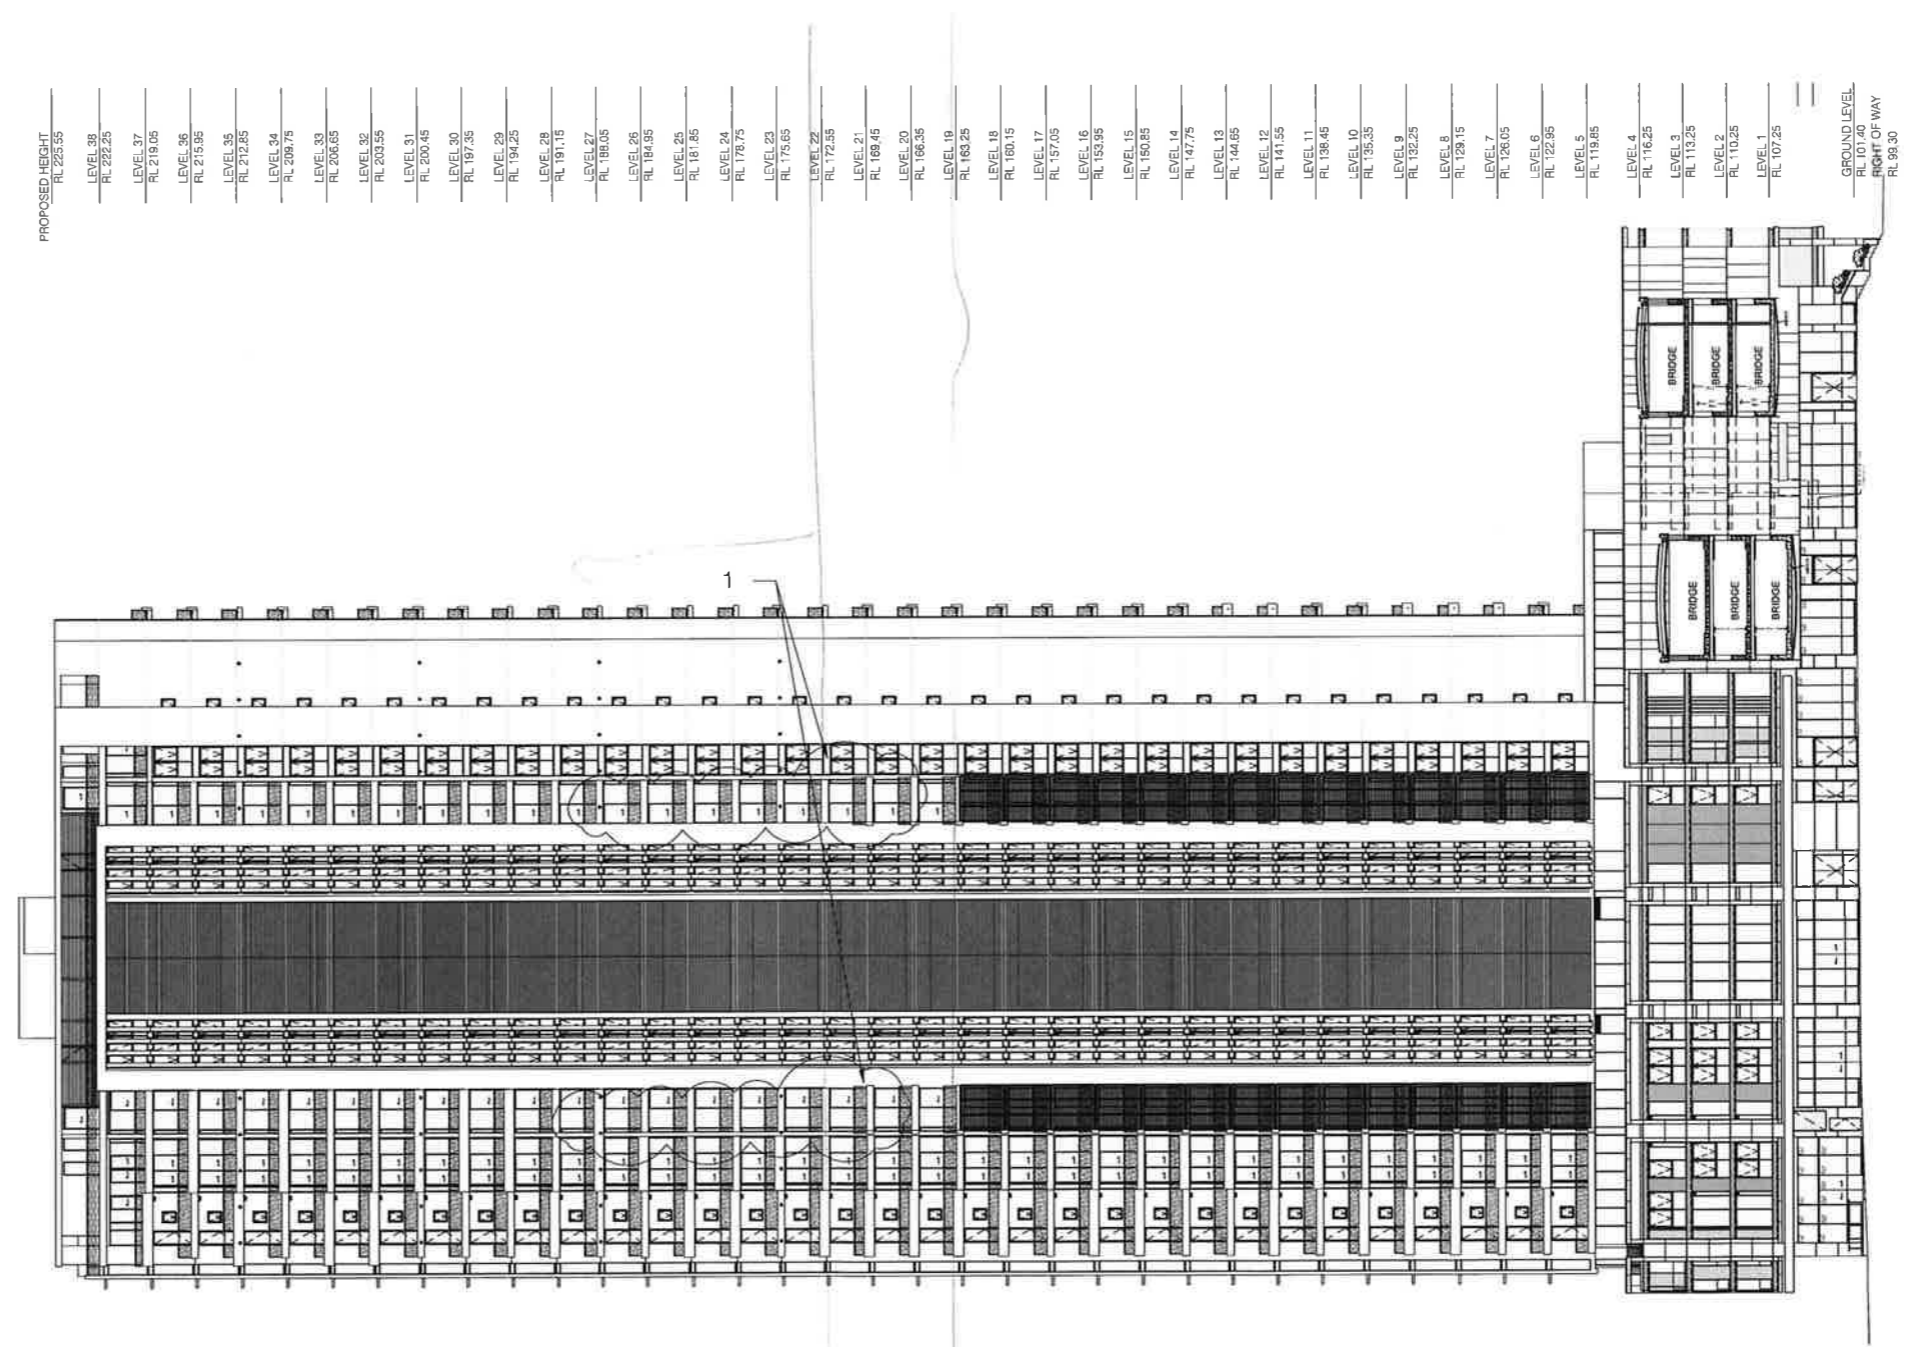 PROPOSED HEIGHT
RL 225.55
LEVEL 38
RL 222.25
LEVEL 37
RL 219.05
LEVEL 36
RL 215.95
LEVEL 35
RL 212.85
LEVEL 34
RL 209.75
LEVEL 33
RL 206.65
LEVEL 32
RL 203.55
LEVEL 31
RL 200.45
LEVEL 30
RL 197.35
LEVEL 29
RL 194.25
LEVEL 28
RL 191.15
LEVEL 27
RL 188.05
LEVEL 26
RL 184.95
LEVEL 25
RL 181.85
LEVEL 24
RL 178.75
LEVEL 23
RL 175.65
LEVEL 22
RL 172.55
LEVEL 21
RL 169.45
LEVEL 20
RL 166.35
LEVEL 19
RL 163.25
LEVEL 18
RL 160.15
LEVEL 17
RL 157.05
LEVEL 16
RL 153.95
LEVEL 15
RL 150.85
LEVEL 14
RL 147.75
LEVEL 13
RL 144.65
LEVEL 12
RL 141.55
LEVEL 11
RL 138.45
LEVEL 10
RL 135.35
LEVEL 9
RL 132.25
LEVEL 8
RL 129.15
LEVEL 7
RL 126.05
LEVEL 6
RL 122.95
LEVEL 5
RL 119.85
LEVEL 4
RL 116.25
LEVEL 3
RL 113.25
LEVEL 2
RL 110.25
LEVEL 1
RL 107.25
GROUND LEVEL
RL 101.40
RIGHT OF WAY
RL 99.30
BRIDGE
BRIDGE
BRIDGE
BRIDGE
BRIDGE
BRIDGE
1